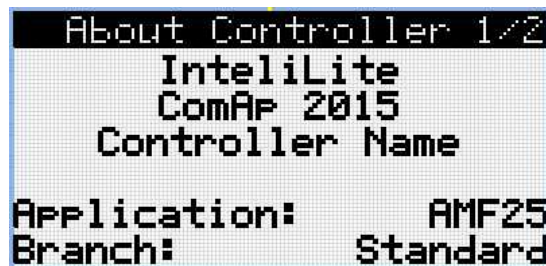 About Controller 1/2
InteliLite
ComAp 2015
Controller Name
Application: AMF25
Branch: Standard